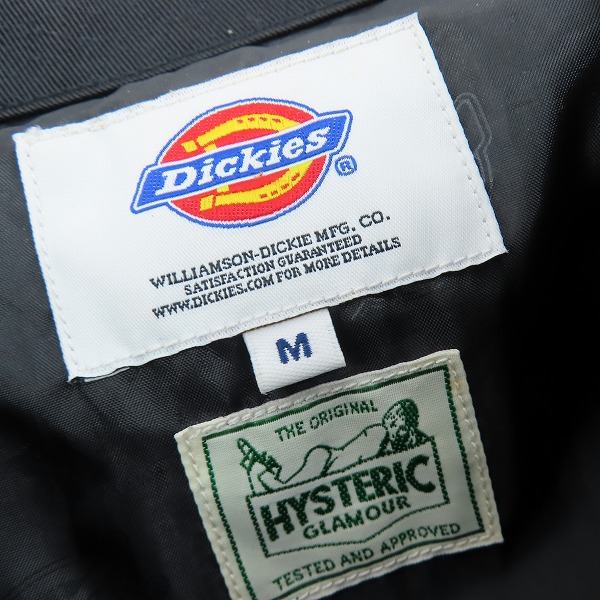 Dickies
®
WILLIAMSON-DICKIE MFG. CO.
SATISFACTION GUARANTEED
WWW.DICKIES.COM FOR MORE DETAILS
M
THE ORIGINAL
HYSTERIC
GLAMOUR
TESTED AND APPROVED